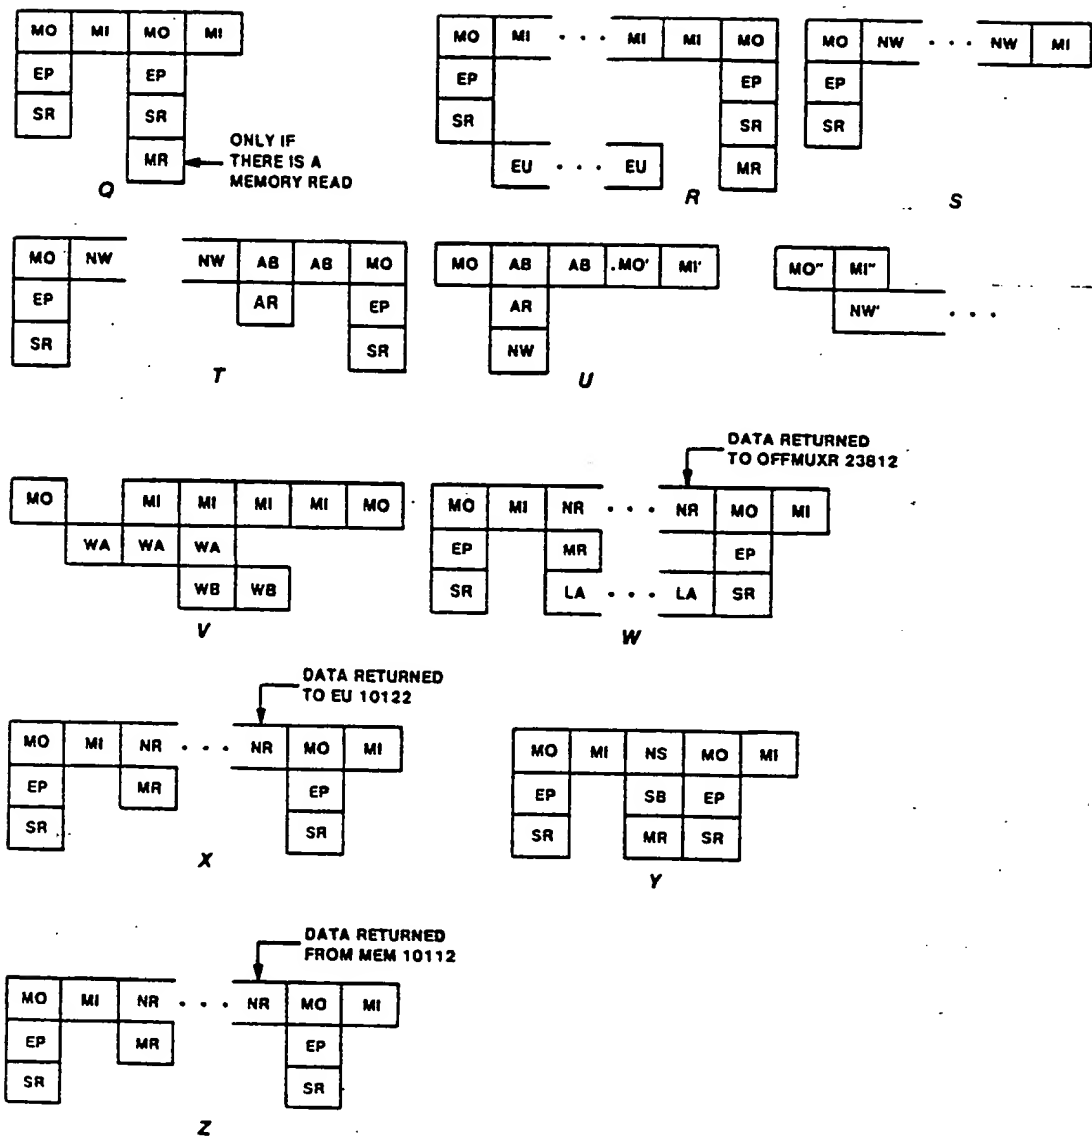 MO MI MO MI
EP EP
SR SR
MR
ONLY IF
THERE IS A
MEMORY READ
Q
MO MI . . . MI MI MO
EP EP
SR SR
EU . . . EU MR
R
MO NW . . . NW MI
EP
SR
S
MO NW NW AB AB MO
EP AR EP
SR SR
T
MO AB AB .MO' MI'
AR
NW
U
MO" MI"
NW' . . .
MO MI MI MI MI MO
WA WA WA
WB WB
V
DATA RETURNED
TO OFFMUXR 23812
MO MI NR . . . NR MO MI
EP MR EP
SR LA . . . LA SR
W
DATA RETURNED
TO EU 10122
MO MI NR . . . NR MO MI
EP MR EP
SR SR
X
MO MI NS MO MI
EP SB EP
SR MR SR
Y
DATA RETURNED
FROM MEM 10112
MO MI NR . . . NR MO MI
EP MR EP
SR SR
Z